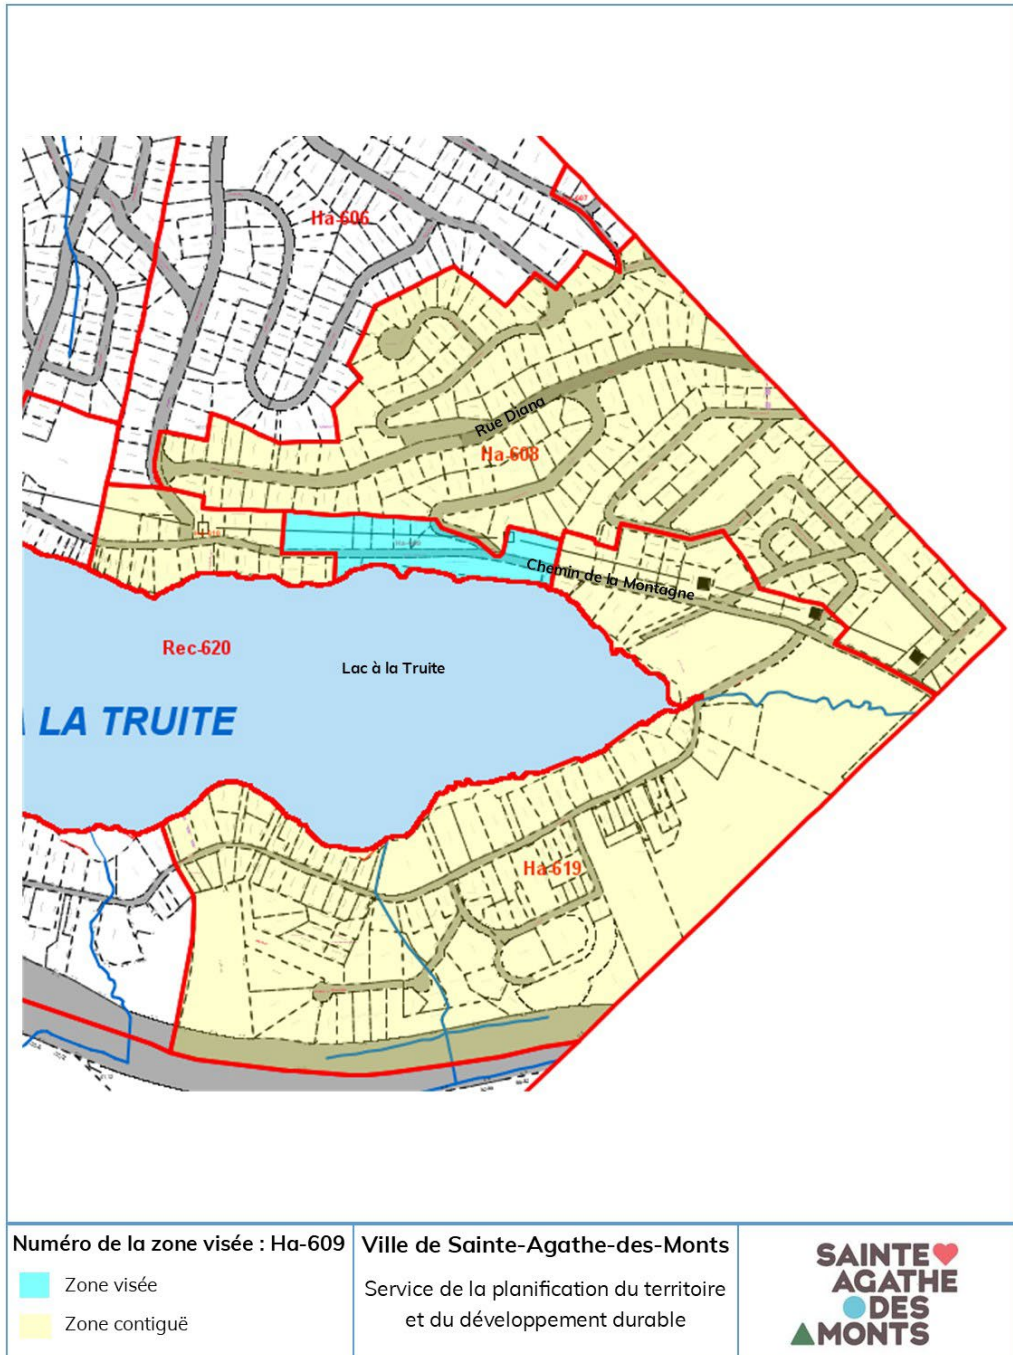 Ha-606
Rue Diana
Ha-608
Chemin de la Montagne
Rec-620
Lac à la Truite
LA TRUITE
Ha-619
Numéro de la zone visée : Ha-609
Zone visée
Zone contiguë
Ville de Sainte-Agathe-des-Monts
Service de la planification du territoire
et du développement durable
SAINTE
AGATHE
DES
MONTS